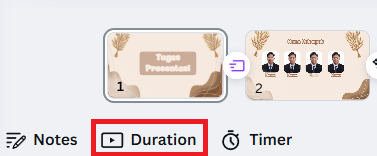 Tugas
Presentasi
1
2
Notes
Duration
Timer